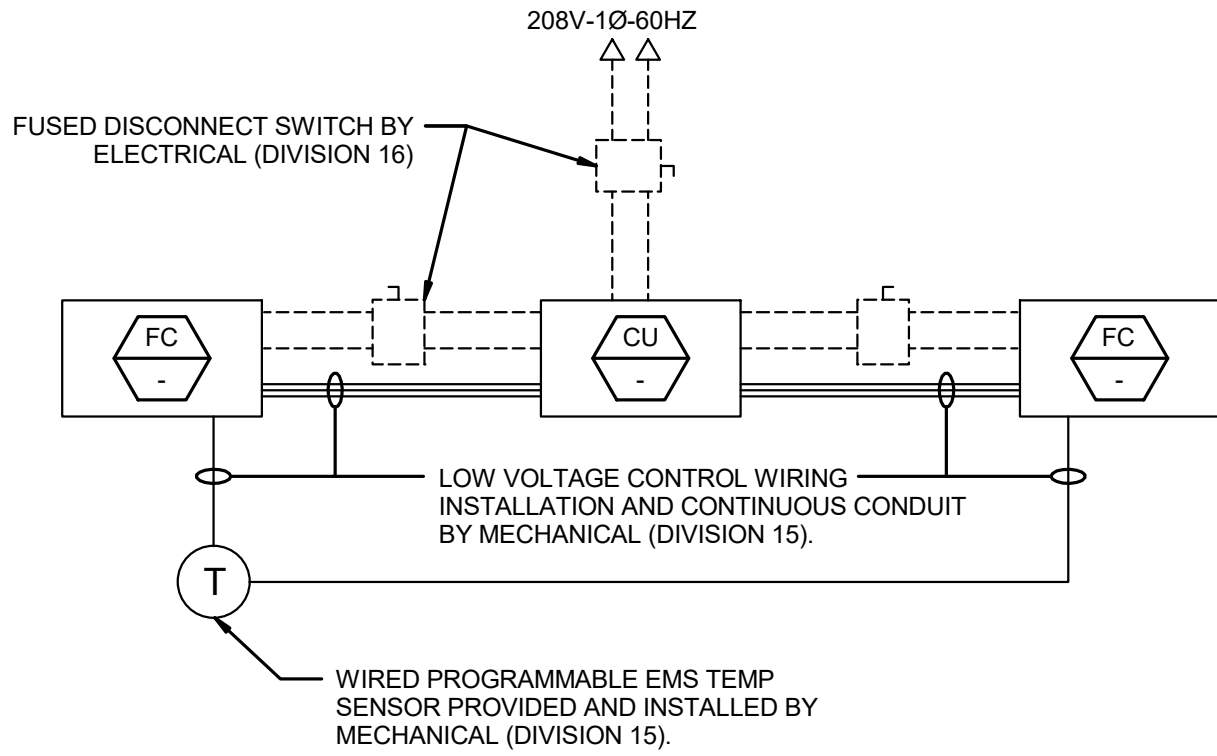 208V-1Ø-60HZ
FUSED DISCONNECT SWITCH BY
ELECTRICAL (DIVISION 16)
FC
-
CU
-
FC
-
LOW VOLTAGE CONTROL WIRING
INSTALLATION AND CONTINUOUS CONDUIT
BY MECHANICAL (DIVISION 15).
T
WIRED PROGRAMMABLE EMS TEMP
SENSOR PROVIDED AND INSTALLED BY
MECHANICAL (DIVISION 15).